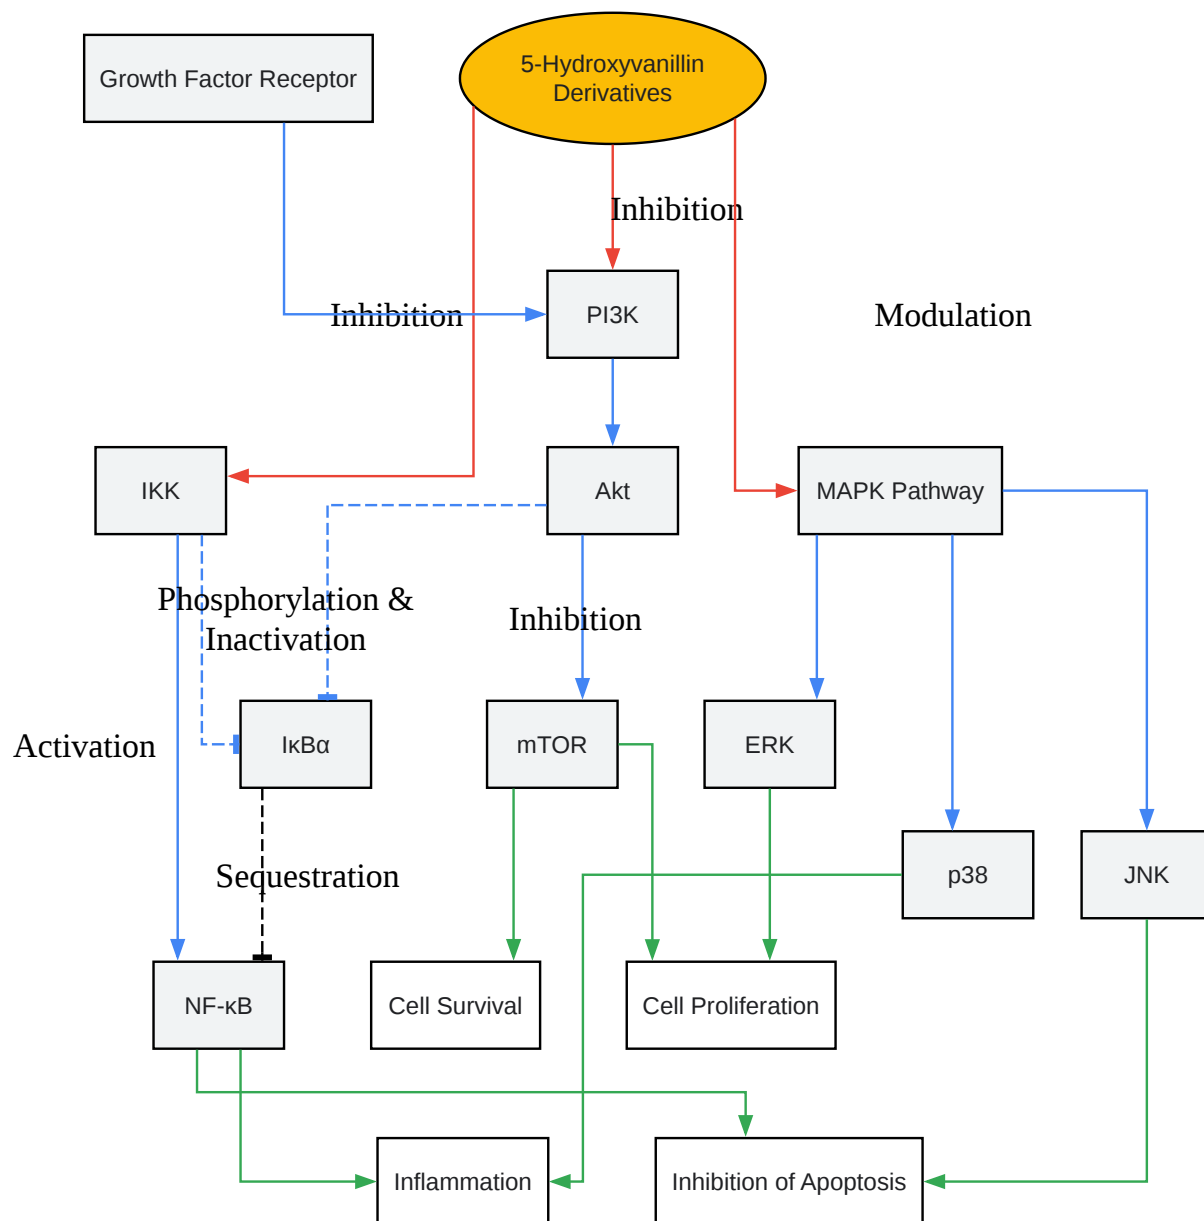 Growth Factor Receptor
5-Hydroxyvanillin
Derivatives
Inhibition
Inhibition
PI3K
Modulation
IKK
Akt
MAPK Pathway
Phosphorylation &
Inactivation
Inhibition
Activation
IκBα
mTOR
ERK
Sequestration
p38
JNK
NF-κB
Cell Survival
Cell Proliferation
Inflammation
Inhibition of Apoptosis